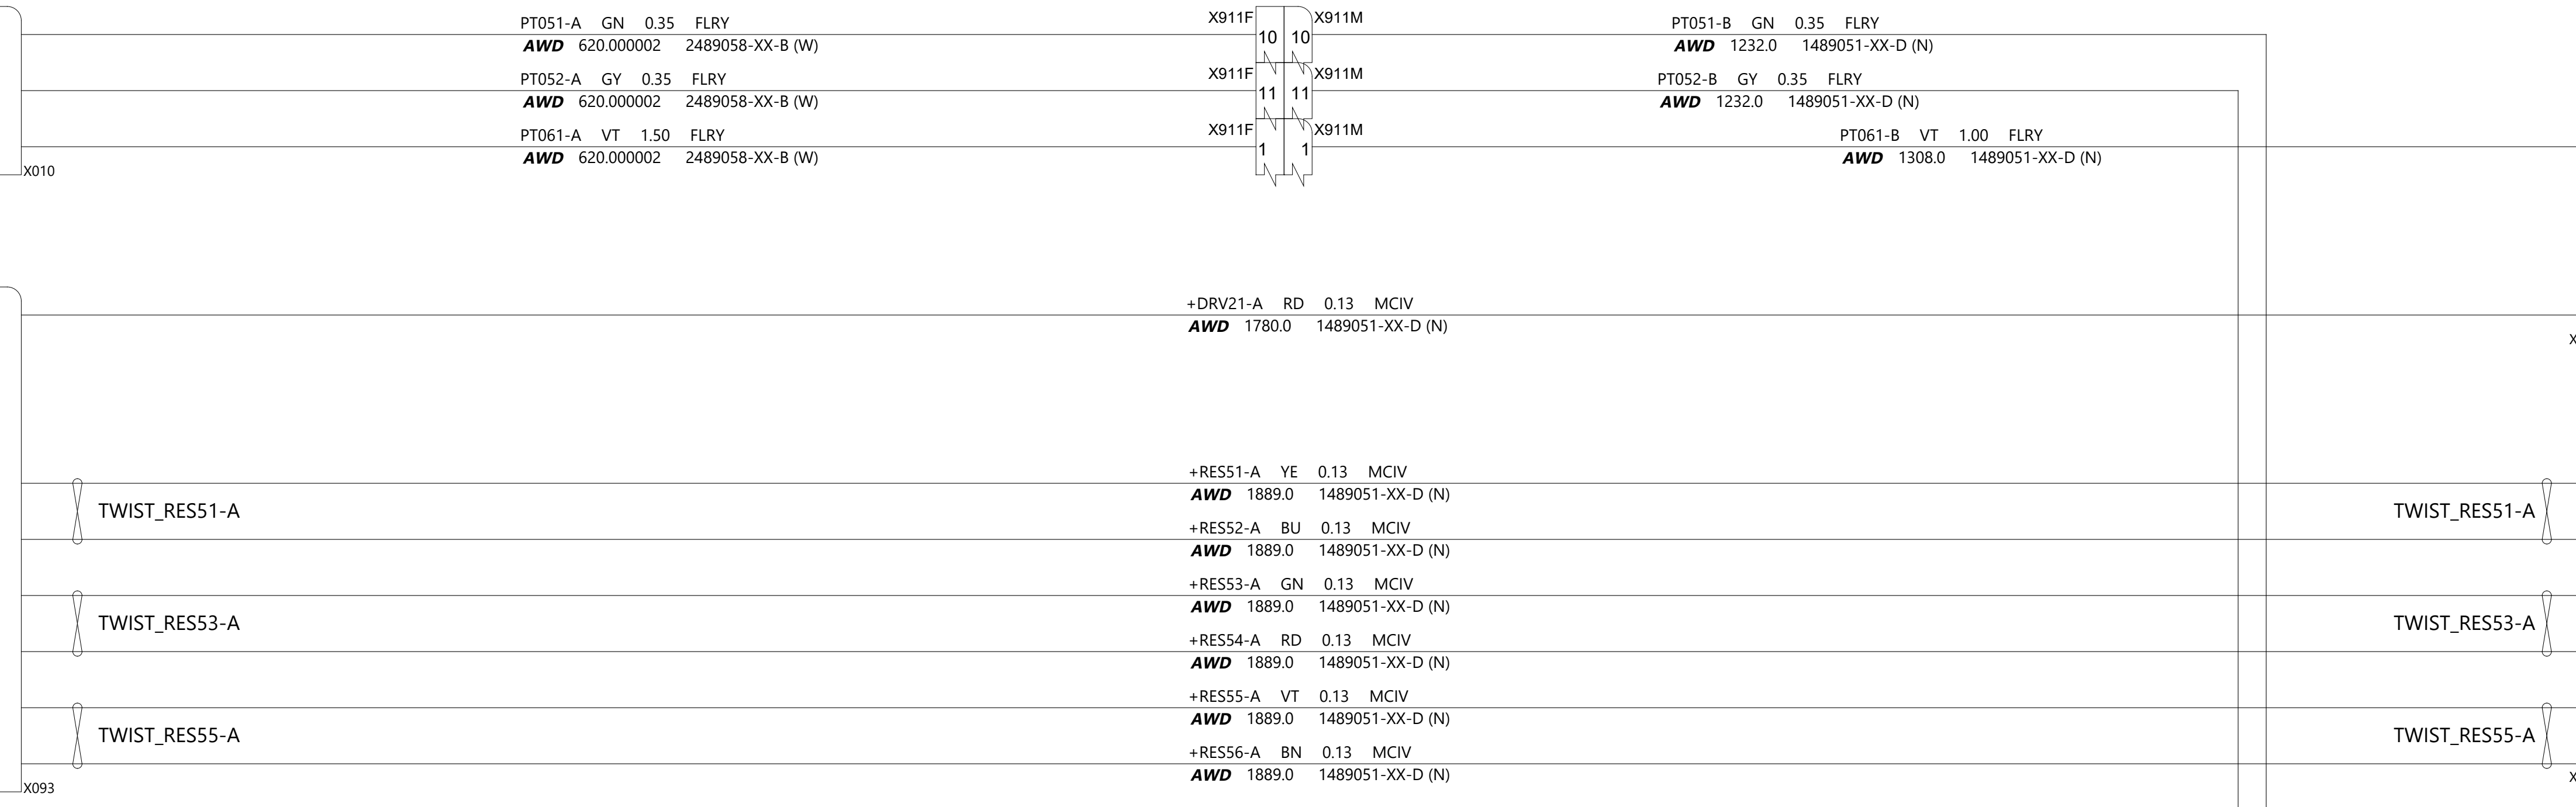 PT051-A GN 0.35 FLRY
AWD 620.000002 2489058-XX-B (W)
X911F 10 10 X911M
PT051-B GN 0.35 FLRY
AWD 1232.0 1489051-XX-D (N)
PT052-A GY 0.35 FLRY
AWD 620.000002 2489058-XX-B (W)
X911F 11 11 X911M
PT052-B GY 0.35 FLRY
AWD 1232.0 1489051-XX-D (N)
PT061-A VT 1.50 FLRY
AWD 620.000002 2489058-XX-B (W)
X911F 1 1 X911M
PT061-B VT 1.00 FLRY
AWD 1308.0 1489051-XX-D (N)
X010
+DRV21-A RD 0.13 MCIV
AWD 1780.0 1489051-XX-D (N)
+RES51-A YE 0.13 MCIV
AWD 1889.0 1489051-XX-D (N)
TWIST_RES51-A TWIST_RES51-A
+RES52-A BU 0.13 MCIV
AWD 1889.0 1489051-XX-D (N)
+RES53-A GN 0.13 MCIV
AWD 1889.0 1489051-XX-D (N)
TWIST_RES53-A TWIST_RES53-A
+RES54-A RD 0.13 MCIV
AWD 1889.0 1489051-XX-D (N)
+RES55-A VT 0.13 MCIV
AWD 1889.0 1489051-XX-D (N)
TWIST_RES55-A TWIST_RES55-A
+RES56-A BN 0.13 MCIV
AWD 1889.0 1489051-XX-D (N)
X093